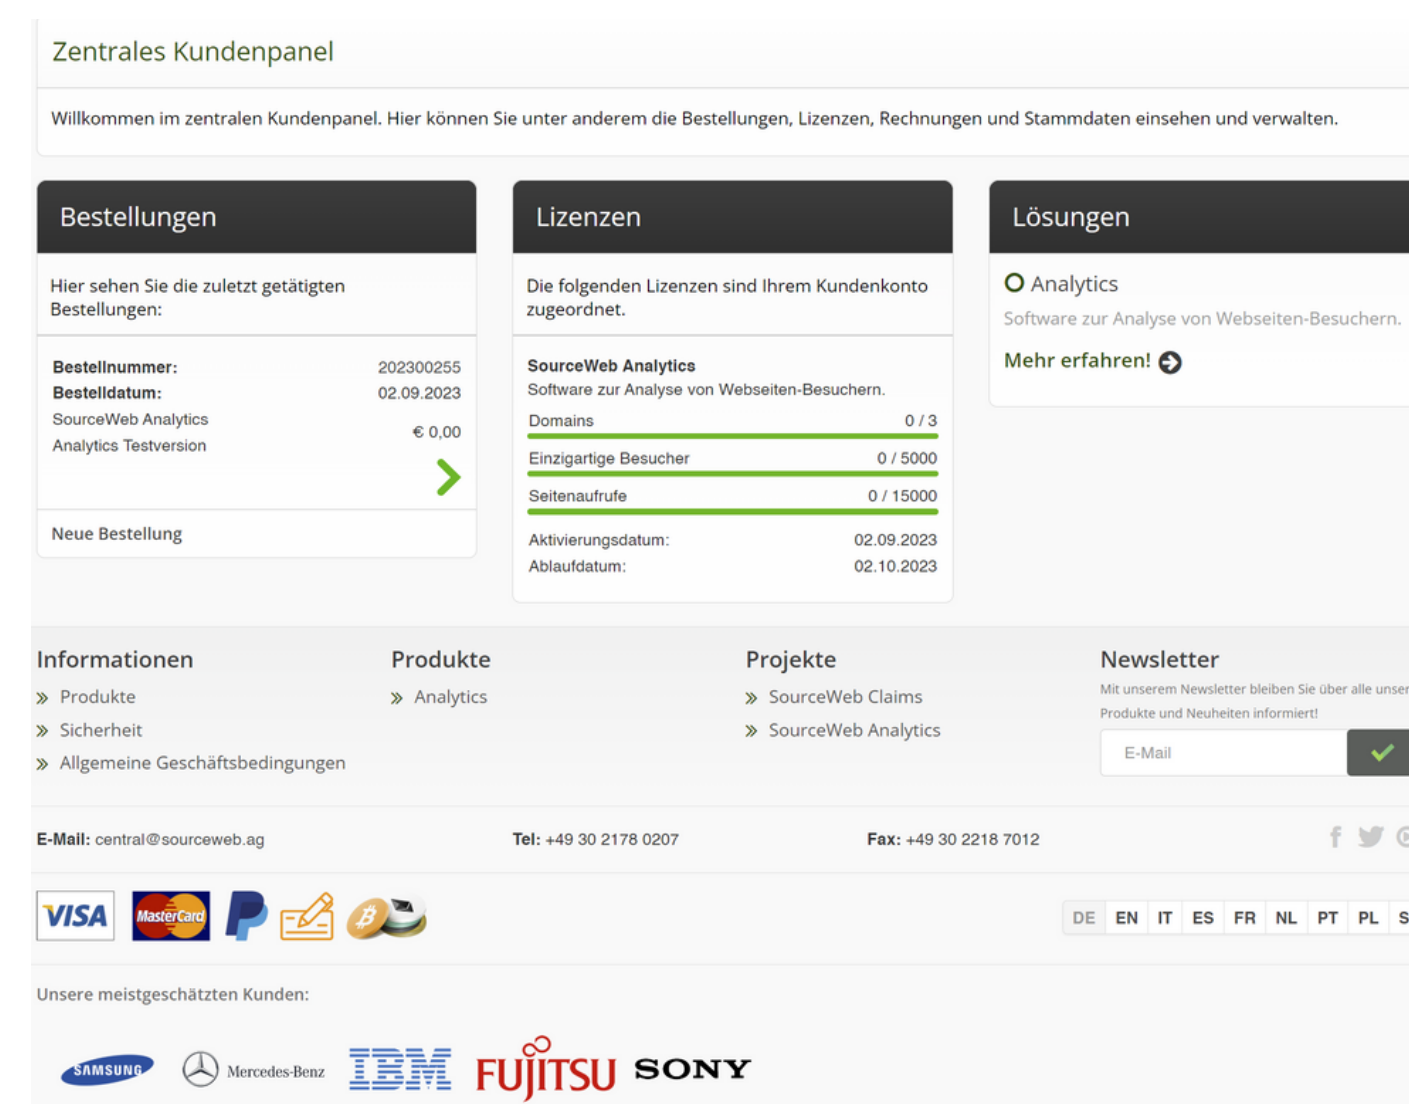 Zentrales Kundenpanel
Willkommen im zentralen Kundenpanel. Hier können Sie unter anderem die Bestellungen, Lizenzen, Rechnungen und Stammdaten einsehen und verwalten.
Bestellungen
Hier sehen Sie die zuletzt getätigten
Bestellungen:
Bestellnummer: 202300255
Bestelldatum: 02.09.2023
SourceWeb Analytics
Analytics Testversion
€ 0,00
Neue Bestellung
Lizenzen
Die folgenden Lizenzen sind Ihrem Kundenkonto
zugeordnet.
SourceWeb Analytics
Software zur Analyse von Webseiten-Besuchern.
Domains 0 / 3
Einzigartige Besucher 0 / 5000
Seitenaufrufe 0 / 15000
Aktivierungsdatum: 02.09.2023
Ablaufdatum: 02.10.2023
Lösungen
Analytics
Software zur Analyse von Webseiten-Besuchern.
Mehr erfahren!
Informationen
Produkte
Sicherheit
Allgemeine Geschäftsbedingungen
Produkte
Analytics
Projekte
SourceWeb Claims
SourceWeb Analytics
Newsletter
Mit unserem Newsletter bleiben Sie über alle unser
Produkte und Neuheiten informiert!
E-Mail
E-Mail: central@sourceweb.ag Tel: +49 30 2178 0207 Fax: +49 30 2218 7012
VISA MasterCard
DE EN IT ES FR NL PT PL S
Unsere meistgeschätzten Kunden:
SAMSUNG Mercedes-Benz IBM FUJITSU SONY